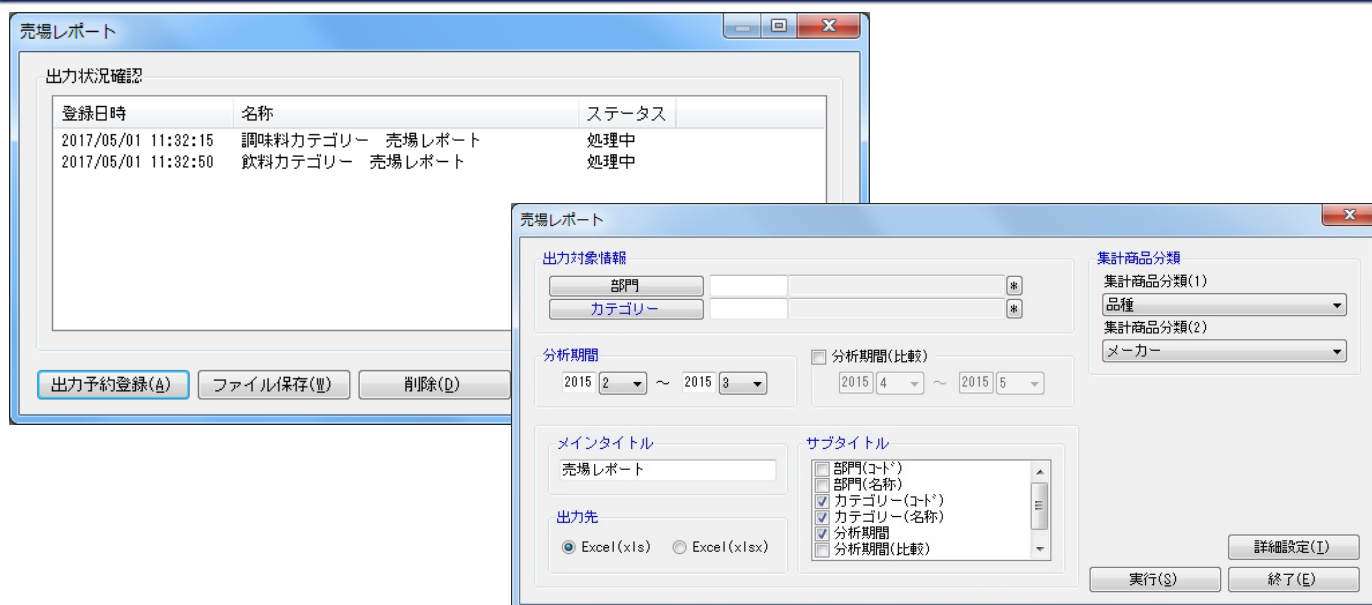 売場レポート
出力状況確認
登録日時 名称 ステータス
2017/05/01 11:32:15 調味料カテゴリー 売場レポート 処理中
2017/05/01 11:32:50 飲料カテゴリー 売場レポート 処理中
出力予約登録(A) ファイル保存(W) 削除(D)
売場レポート
出力対象情報
部門 *
カテゴリー *
集計商品分類
集計商品分類(1)
品種
集計商品分類(2)
メーカー
分析期間
2015 2 ～ 2015 3
分析期間(比較)
2015 4 ～ 2015 5
メインタイトル
売場レポート
サブタイトル
部門(ｺｰﾄﾞ)
部門(名称)
カテゴリー(ｺｰﾄﾞ)
カテゴリー(名称)
分析期間
分析期間(比較)
出力先
Excel(xls) Excel(xlsx)
詳細設定(T)
実行(S) 終了(E)